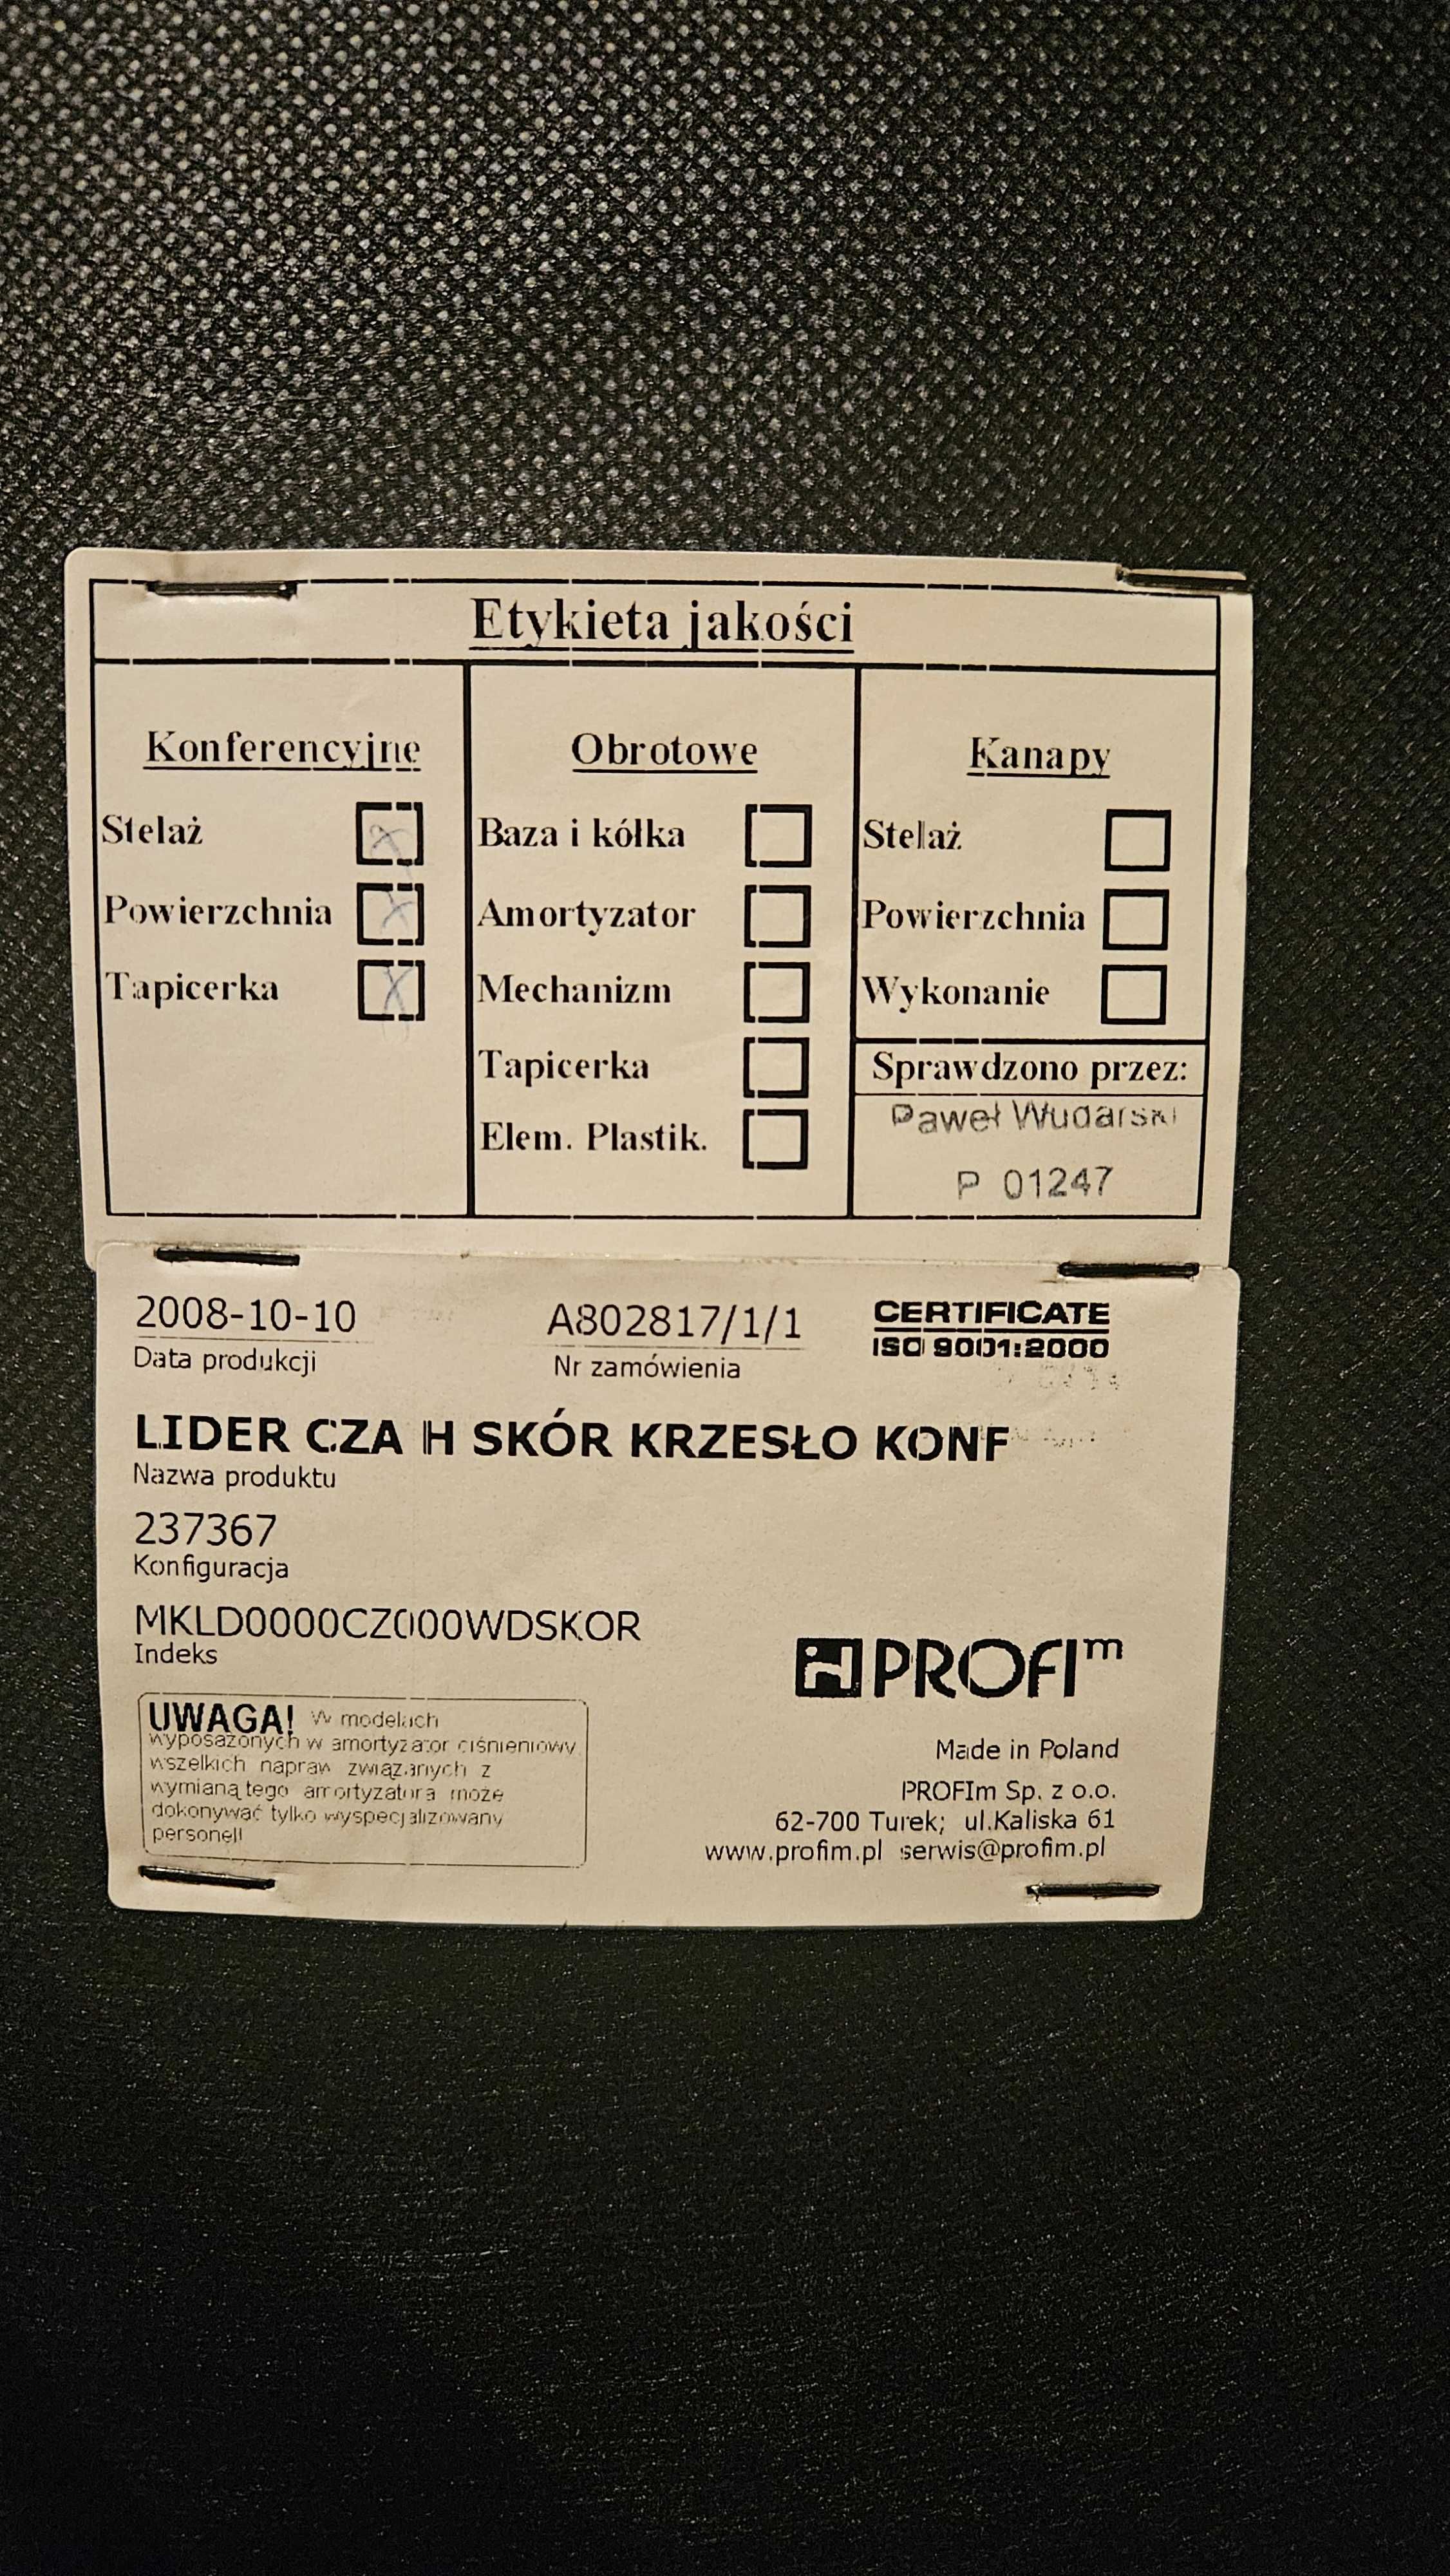 Etykieta jakości
Konferencyjne
Stelaż
Powierzchnia
Tapicerka
Obrotowe
Baza i kółka
Amortyzator
Mechanizm
Tapicerka
Elem. Plastik.
Kanapy
Stelaż
Powierzchnia
Wykonanie
Sprawdzono przez:
Paweł Wudarski
P 01247
2008-10-10
Data produkcji
A802817/1/1
Nr zamówienia
CERTIFICATE
ISO 9001:2000
LIDER CZA H SKÓR KRZESŁO KONF
Nazwa produktu
237367
Konfiguracja
MKLD0000CZ000WDSKOR
Indeks
UWAGA! W modelach
wyposażonych w amortyzator ciśnieniowy
wszelkich napraw związanych z
wymianą tego amortyzatora może
dokonywać tylko wyspecjalizowany
personel!
PROFIm
Made in Poland
PROFIm Sp. z o.o.
62-700 Turek; ul.Kaliska 61
www.profim.pl serwis@profim.pl